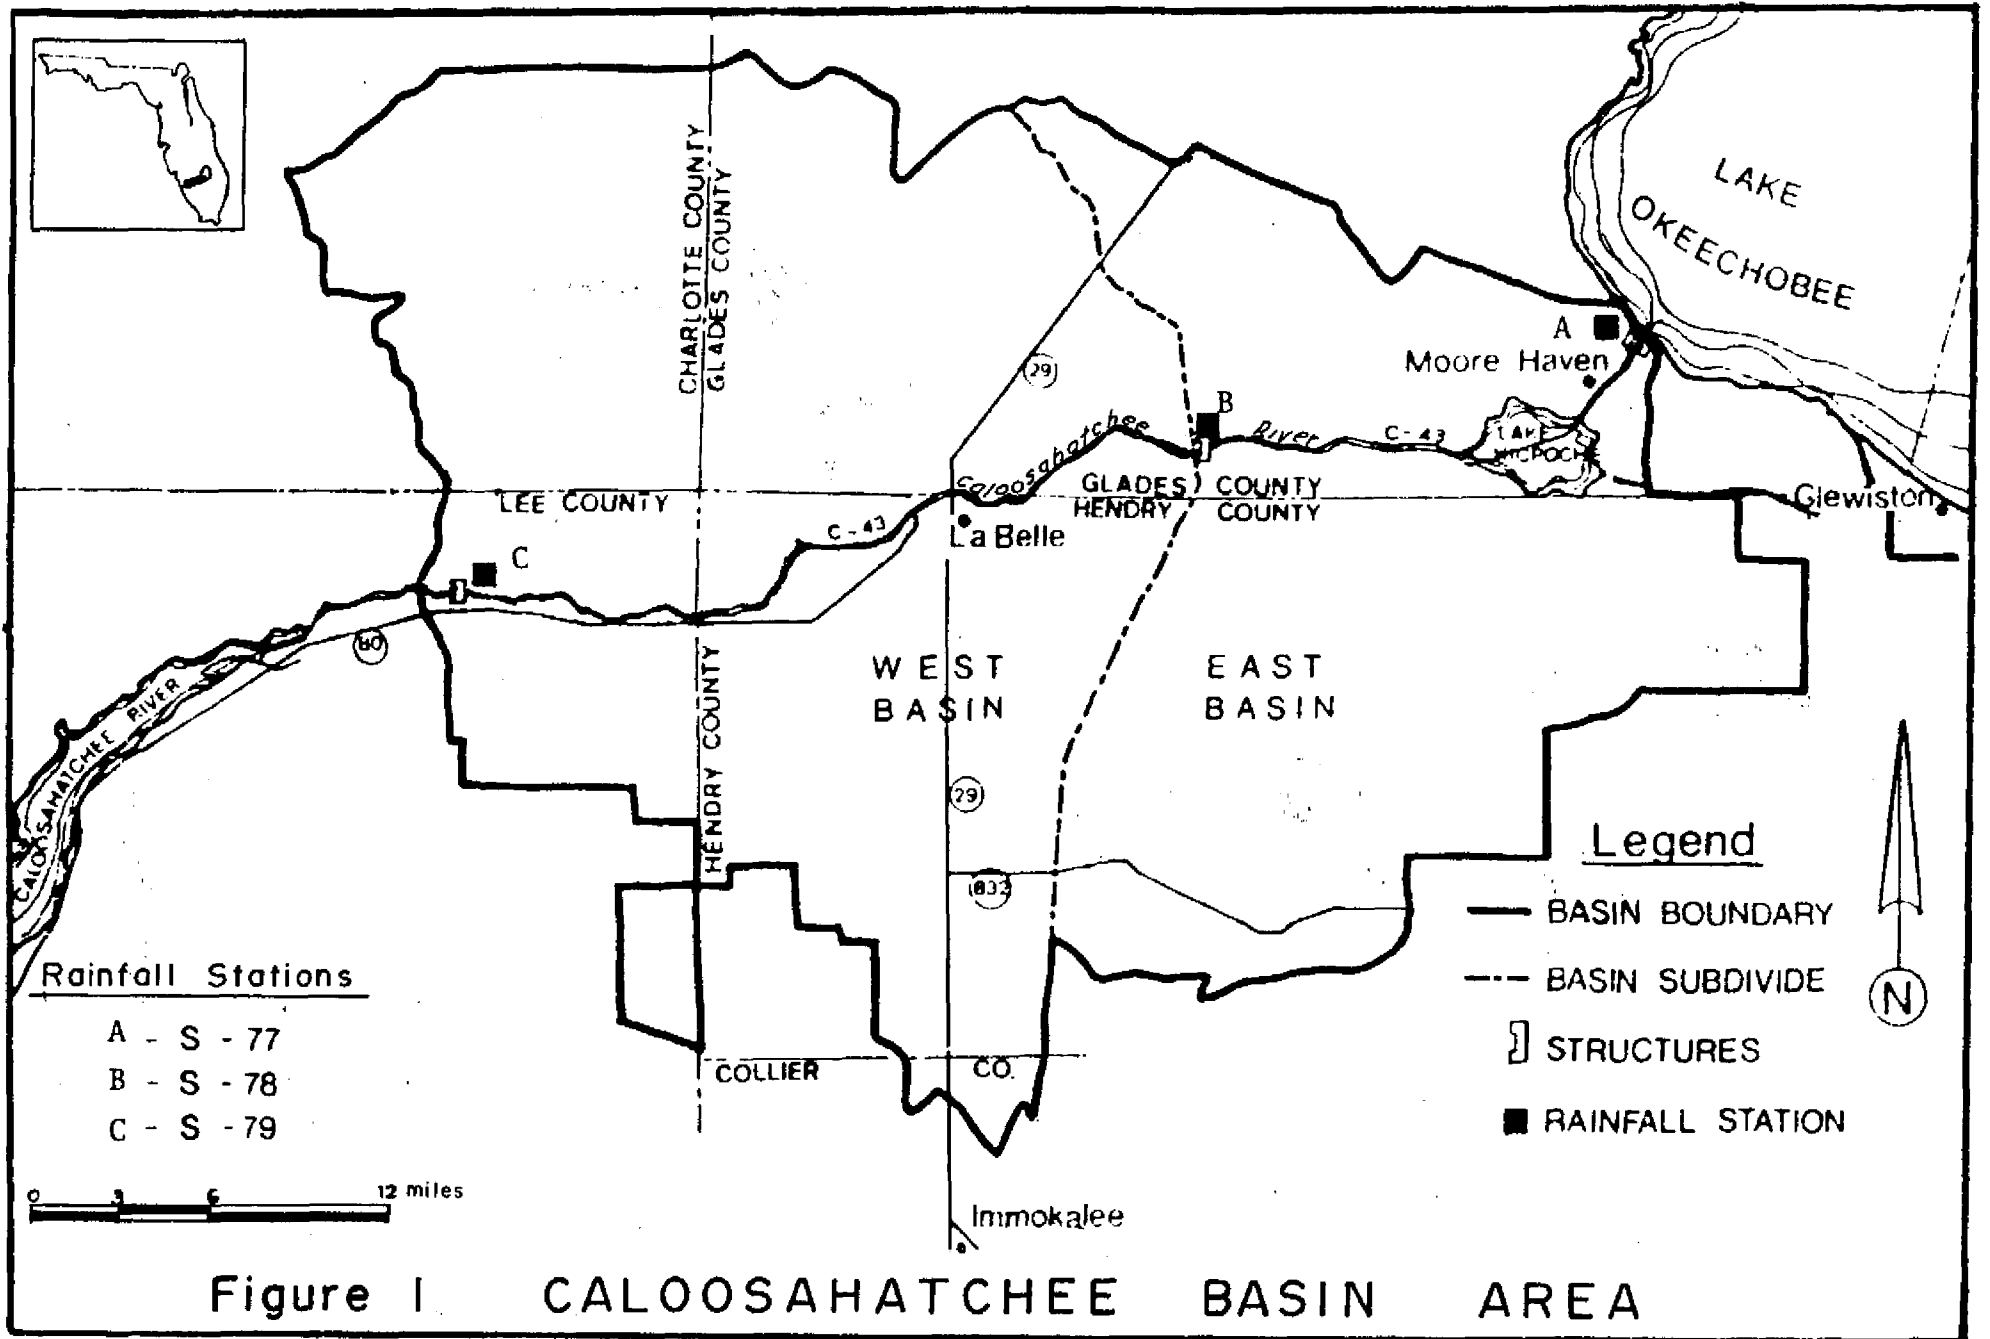 LAKE
OKEECHOBEE
CHARLOTTE COUNTY
GLADES COUNTY
A
Moore Haven
29
B
Caloosahatchee
River
C-43
LAKE
HICPOCHE
GLADES COUNTY
HENDRY COUNTY
Clewiston
LEE COUNTY
C-43
La Belle
C
80
WEST
BASIN
EAST
BASIN
CALOOSAHATCHEE RIVER
HENDRY COUNTY
29
832
Legend
BASIN BOUNDARY
BASIN SUBDIVIDE
STRUCTURES
RAINFALL STATION
N
Rainfall Stations
A - S - 77
B - S - 78
C - S - 79
COLLIER CO.
0 3 6 12 miles
Immokalee
Figure 1 CALOOSAHATCHEE BASIN AREA